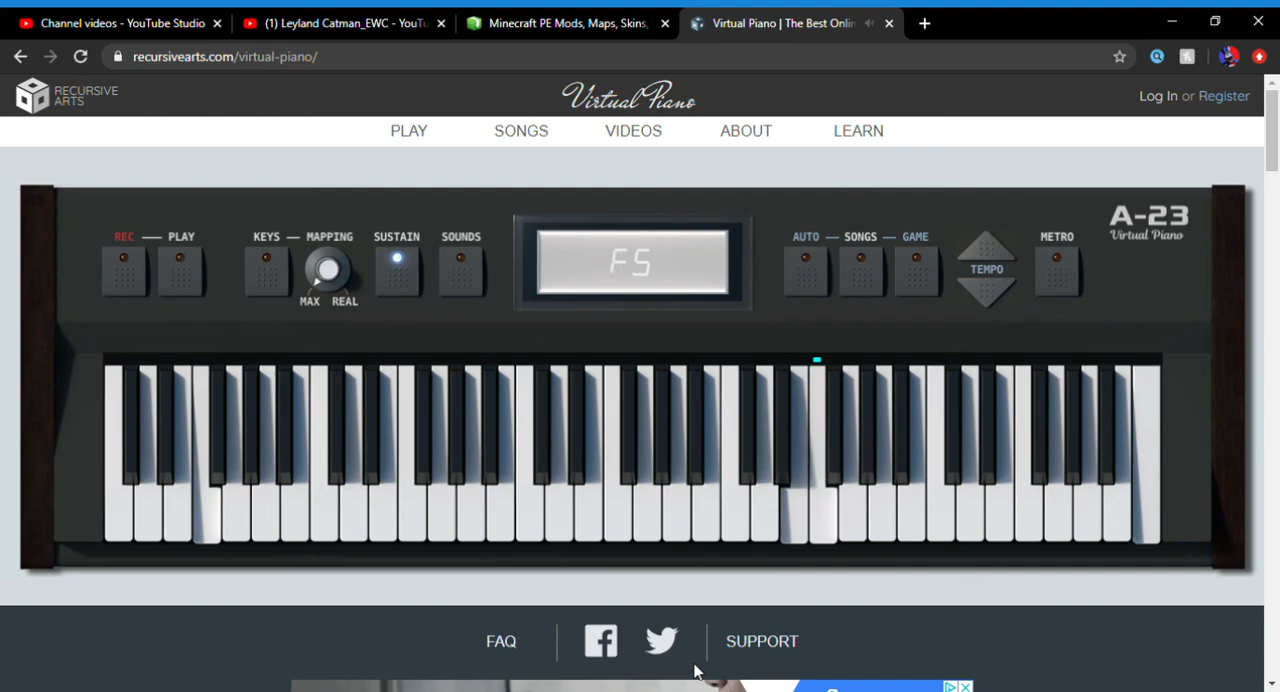 Channel videos - YouTube Studio
(1) Leyland Catman_EWC - YouTu
Minecraft PE Mods, Maps, Skins,
Virtual Piano | The Best Onlin
recursivearts.com/virtual-piano/
RECURSIVE
ARTS
Virtual Piano
Log In or Register
PLAY SONGS VIDEOS ABOUT LEARN
A-23
Virtual Piano
REC PLAY KEYS MAPPING SUSTAIN SOUNDS
MAX REAL
F5
AUTO SONGS GAME
TEMPO
METRO
FAQ
SUPPORT